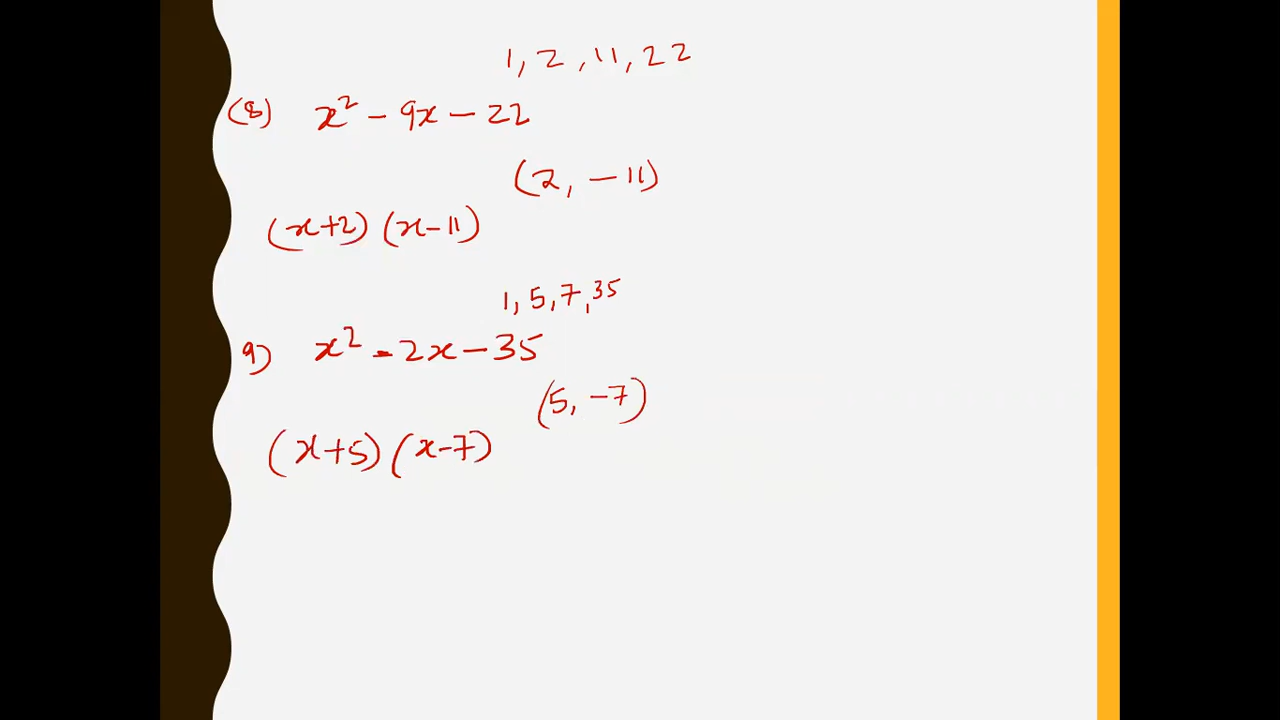 1, 2, 11, 22
(8) x² - 9x - 22
(2, -11)
(x+2) (x-11)
1, 5, 7, 35
9) x² - 2x - 35
(5, -7)
(x+5) (x-7)